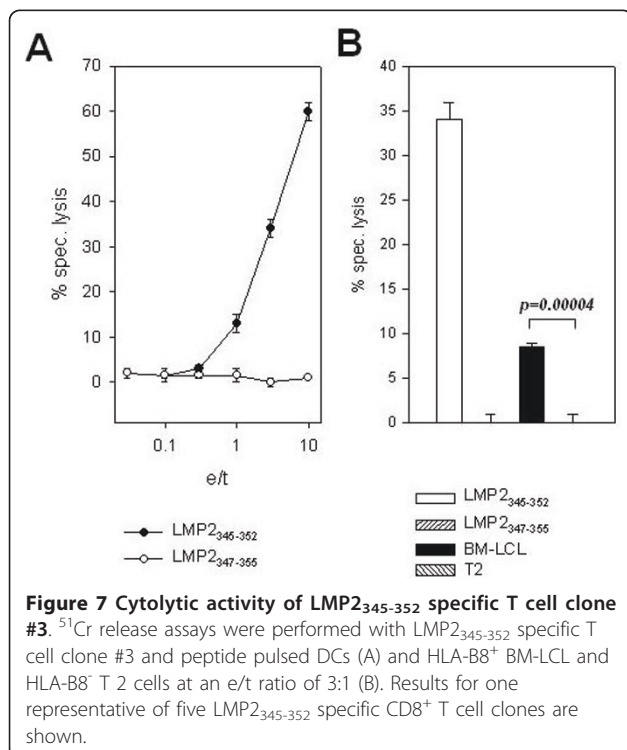 A
B
70
60
50
40
30
20
10
0
% spec. lysis
0.1
1
10
e/t
40
35
30
25
20
15
10
5
0
% spec. lysis
p=0.00004
LMP2345-352
LMP2347-355
LMP2345-352
LMP2347-355
BM-LCL
T2
Figure 7 Cytolytic activity of LMP2345-352 specific T cell clone
#3. 51Cr release assays were performed with LMP2345-352 specific T
cell clone #3 and peptide pulsed DCs (A) and HLA-B8+ BM-LCL and
HLA-B8- T 2 cells at an e/t ratio of 3:1 (B). Results for one
representative of five LMP2345-352 specific CD8+ T cell clones are
shown.